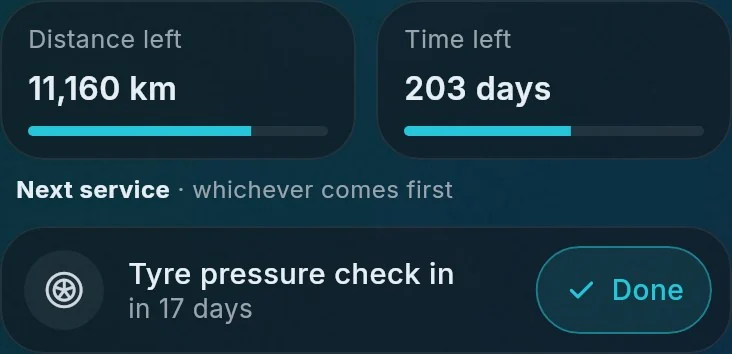 Distance left
11,160 km
Time left
203 days
Next service · whichever comes first
Tyre pressure check in
in 17 days
Done